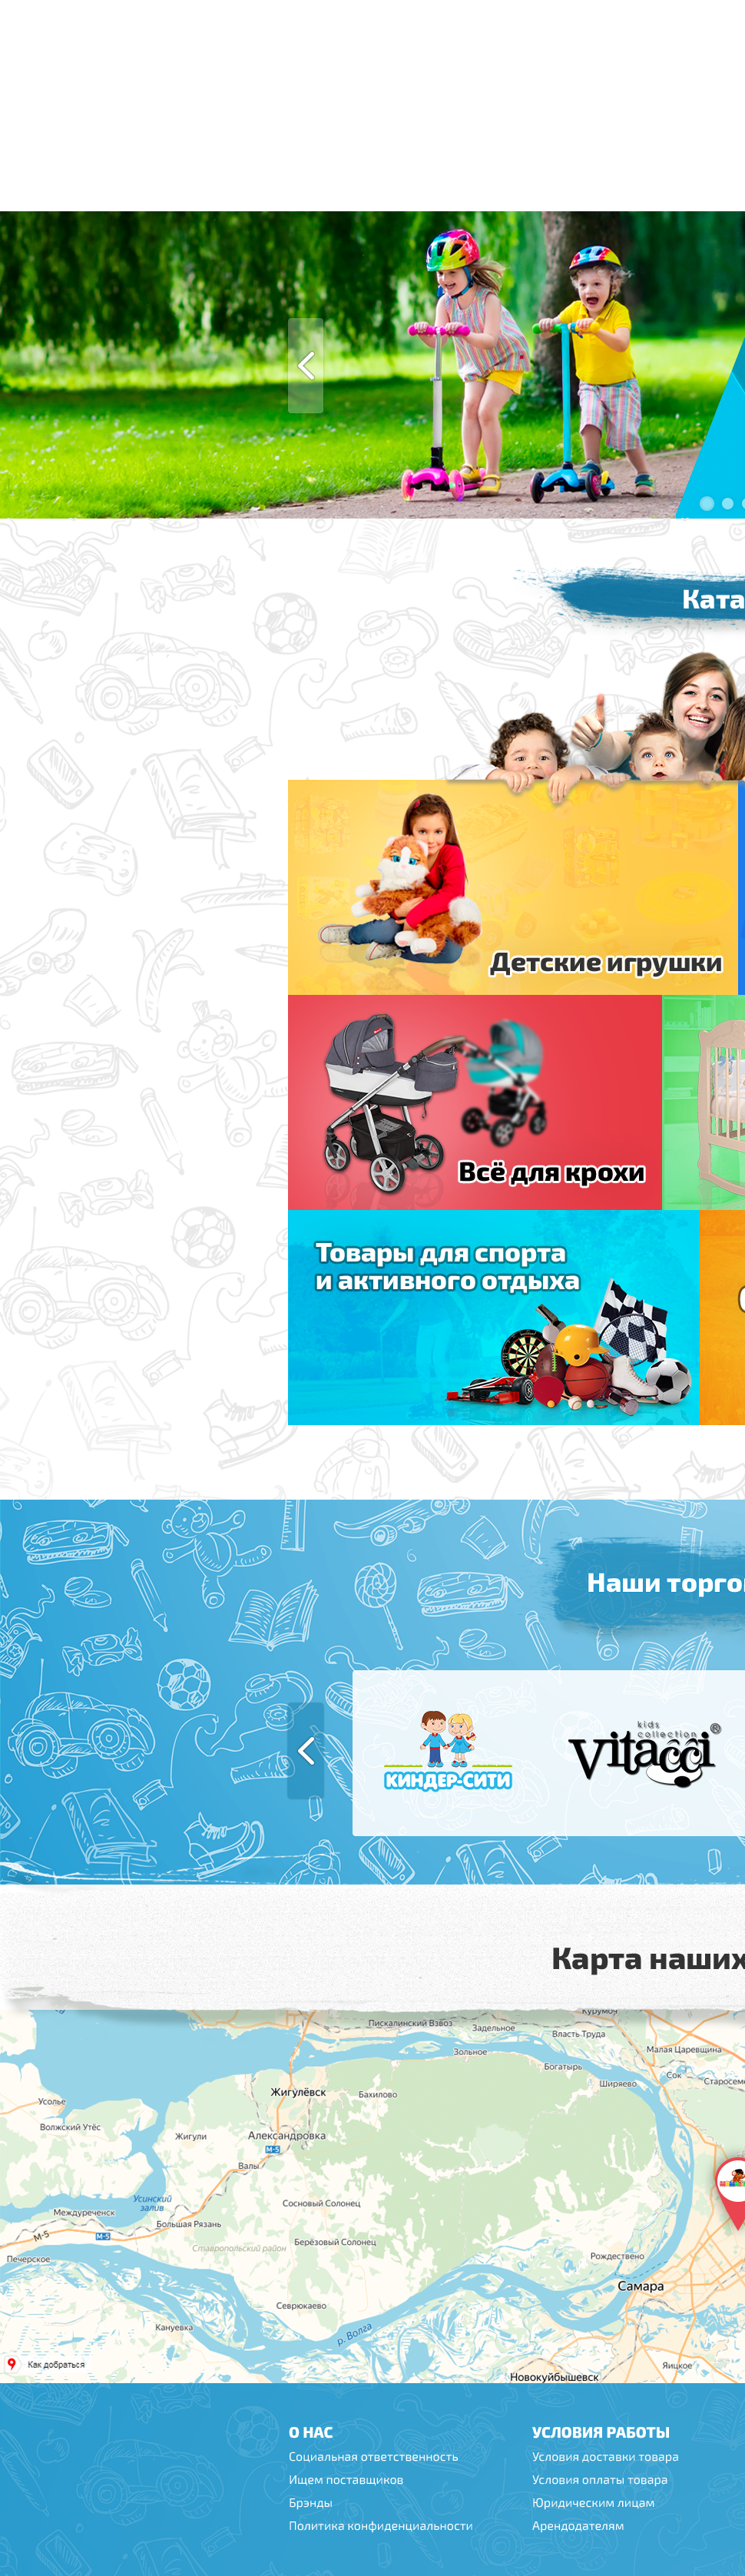 Ката
Детские игрушки
Всё для крохи
Товары для спорта
и активного отдыха
Наши торго
КИНДЕР-СИТИ
kids
collection
vitacci®
Карта наших
Курумоч
Пискалинский Взвоз
Задельное
Власть Труда
Зольное
Малая Царевщина
Богатырь
Сок
Ширяево
Старосеме
Жигулёвск
Бахилово
Усолье
Волжский Утёс
Жигули
Александровка
М-5
Валы
Усинский
залив
Сосновый Солонец
Междуреченск
Большая Рязань
М-5
М-5
Берёзовый Солонец
Ставропольский район
Печерское
Рождествено
Самара
Севрюкаево
Кануевка
р. Волга
Как добраться
Яицкое
Новокуйбышевск
О НАС
Социальная ответственность
Ищем поставщиков
Брэнды
Политика конфиденциальности
УСЛОВИЯ РАБОТЫ
Условия доставки товара
Условия оплаты товара
Юридическим лицам
Арендодателям